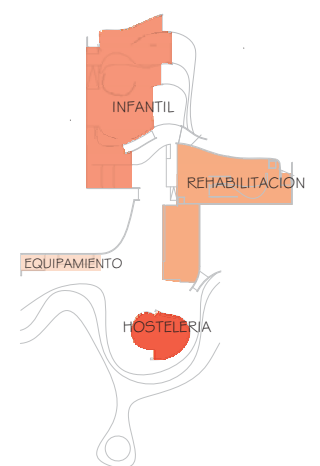 INFANTIL
REHABILITACION
EQUIPAMIENTO
HOSTELERIA